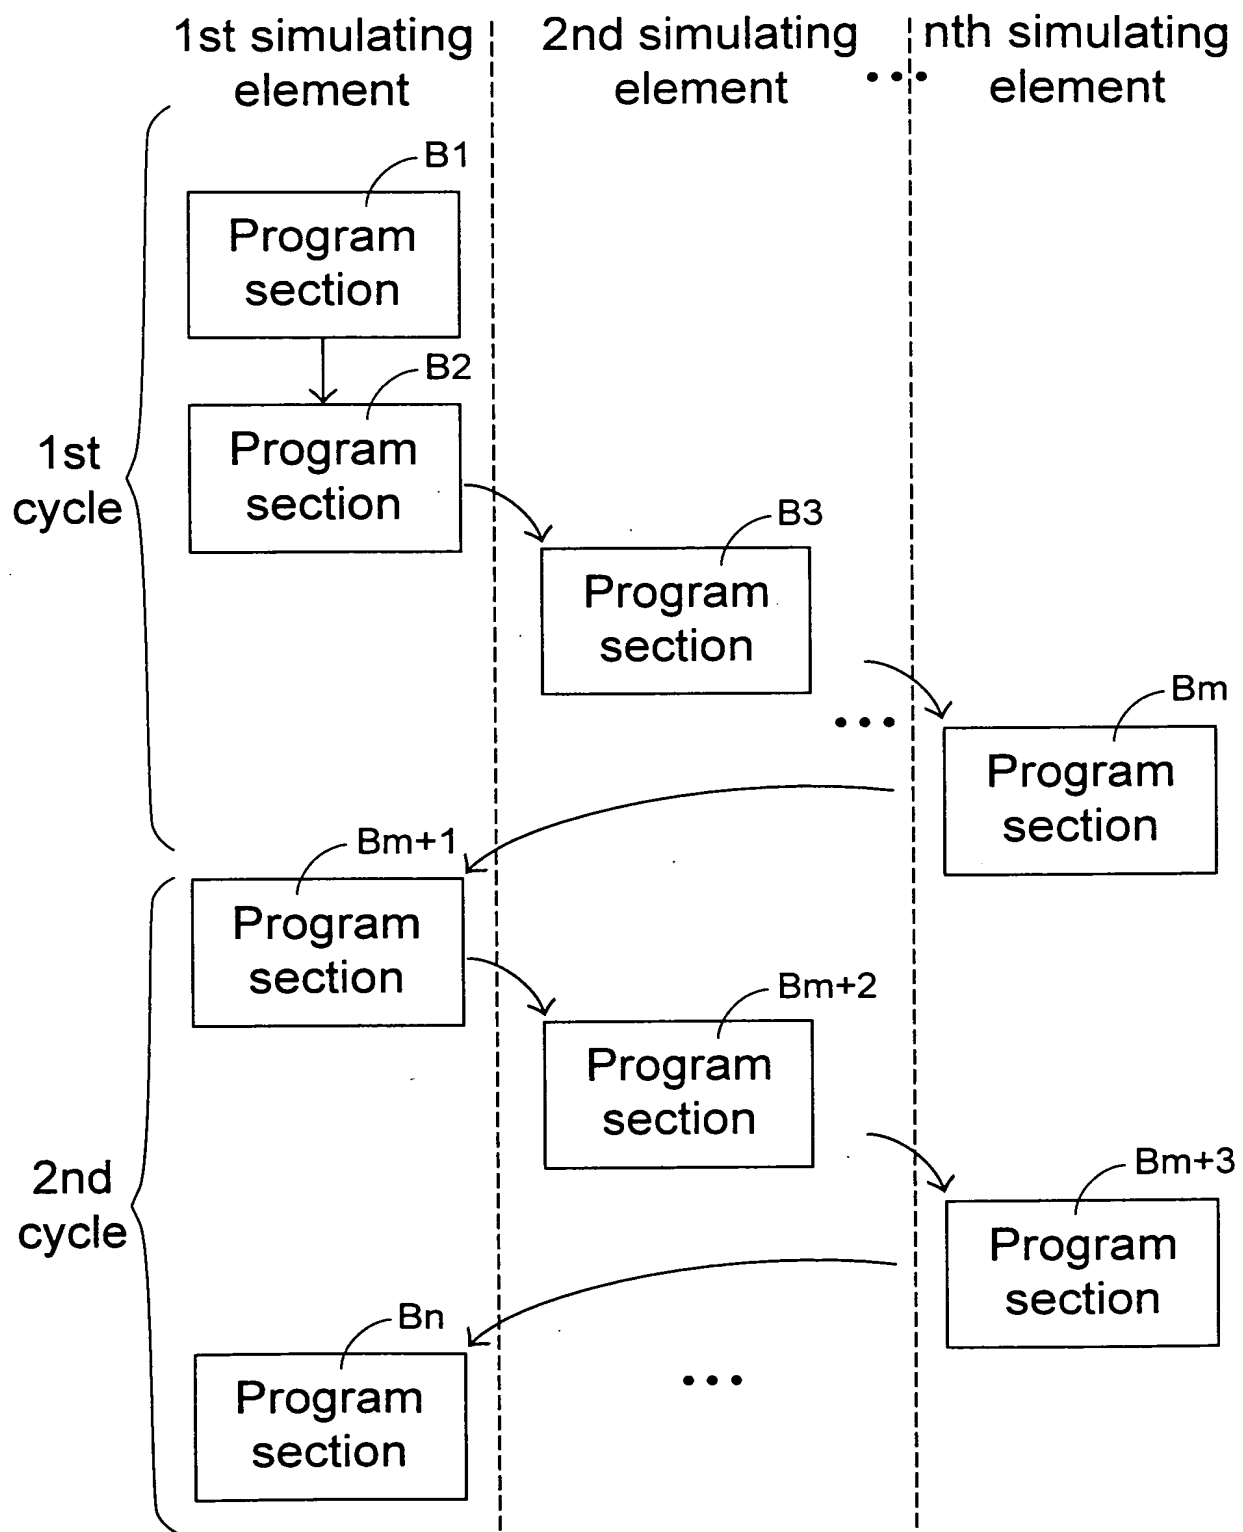 1st simulating
element
2nd simulating
element
...
nth simulating
element
B1
Program
section
B2
Program
section
1st
cycle
B3
Program
section
...
Bm
Program
section
Bm+1
Program
section
Bm+2
Program
section
2nd
cycle
Bm+3
Program
section
Bn
Program
section
...